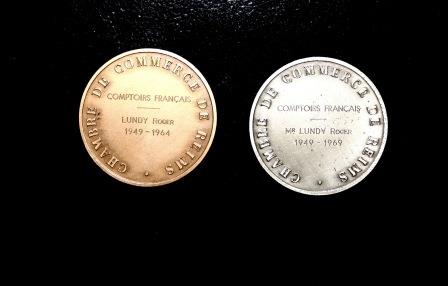 CHAMBRE DE COMMERCE DE REIMS
COMPTOIRS FRANÇAIS
LUNDY ROGER
1949-1964
CHAMBRE DE COMMERCE DE REIMS
COMPTOIRS FRANÇAIS
MR LUNDY ROGER
1949-1969